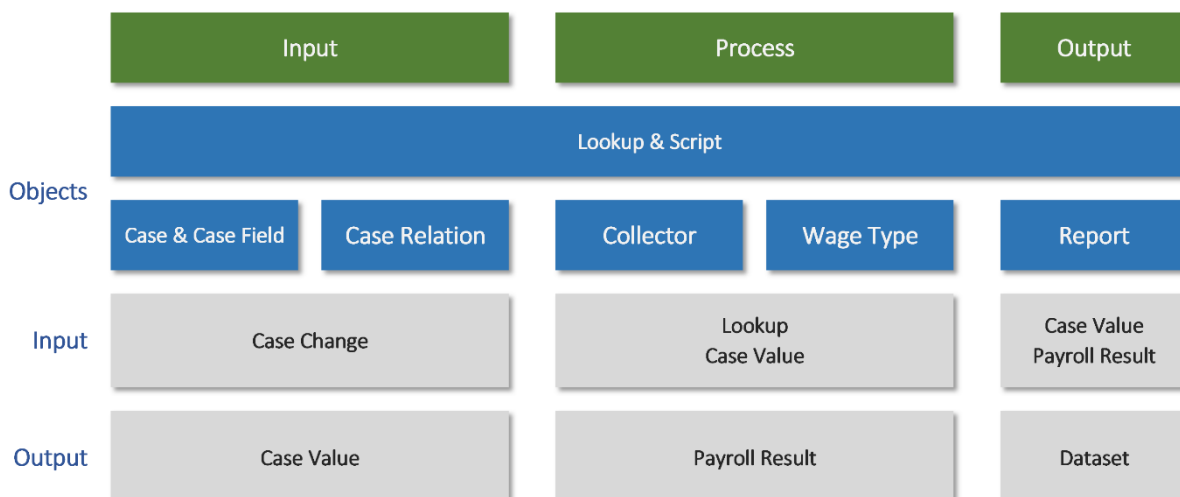 Input
Process
Output
Lookup & Script
Objects
Case & Case Field
Case Relation
Collector
Wage Type
Report
Input
Case Change
Lookup
Case Value
Case Value
Payroll Result
Output
Case Value
Payroll Result
Dataset